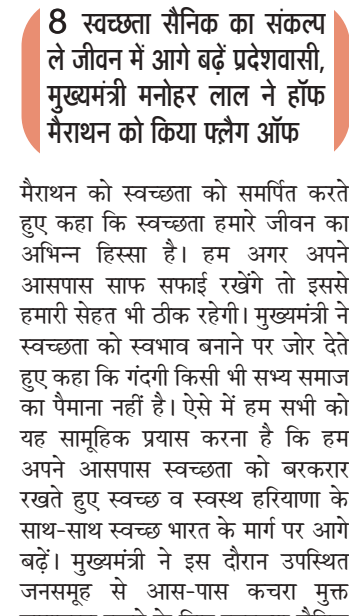 8 स्वच्छता सैनिक का संकल्प
ले जीवन में आगे बढ़ें प्रदेशवासी,
मुख्यमंत्री मनोहर लाल ने हॉफ
मैराथन को किया फ्लैग ऑफ
मैराथन को स्वच्छता को समर्पित करते
हुए कहा कि स्वच्छता हमारे जीवन का
अभिन्न हिस्सा है। हम अगर अपने
आसपास साफ सफाई रखेंगे तो इससे
हमारी सेहत भी ठीक रहेगी। मुख्यमंत्री ने
स्वच्छता को स्वभाव बनाने पर जोर देते
हुए कहा कि गंदगी किसी भी सभ्य समाज
का पैमाना नहीं है। ऐसे में हम सभी को
यह सामूहिक प्रयास करना है कि हम
अपने आसपास स्वच्छता को बरकरार
रखते हुए स्वच्छ व स्वस्थ हरियाणा के
साथ-साथ स्वच्छ भारत के मार्ग पर आगे
बढ़ें। मुख्यमंत्री ने इस दौरान उपस्थित
जनसमूह से आस-पास कचरा मुक्त